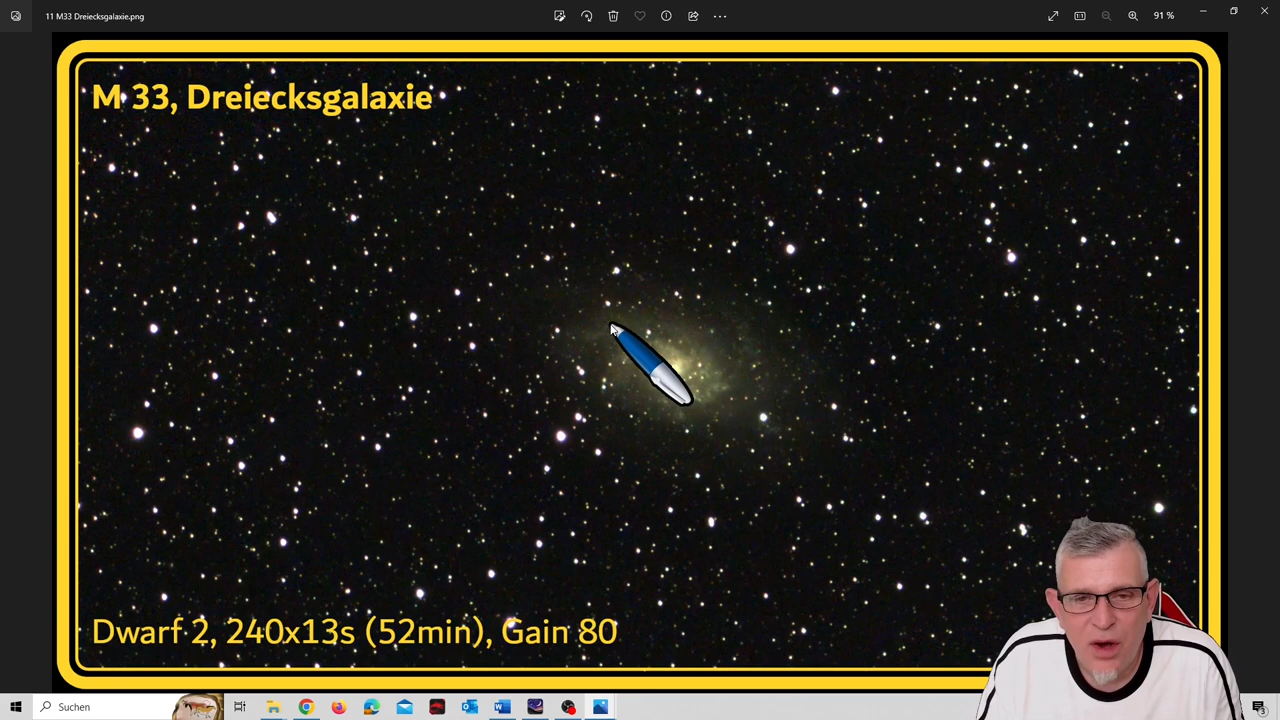 11 M33 Dreiecksgalaxie.png
91 %
M 33, Dreiecksgalaxie
Dwarf 2, 240x13s (52min), Gain 80
Suchen